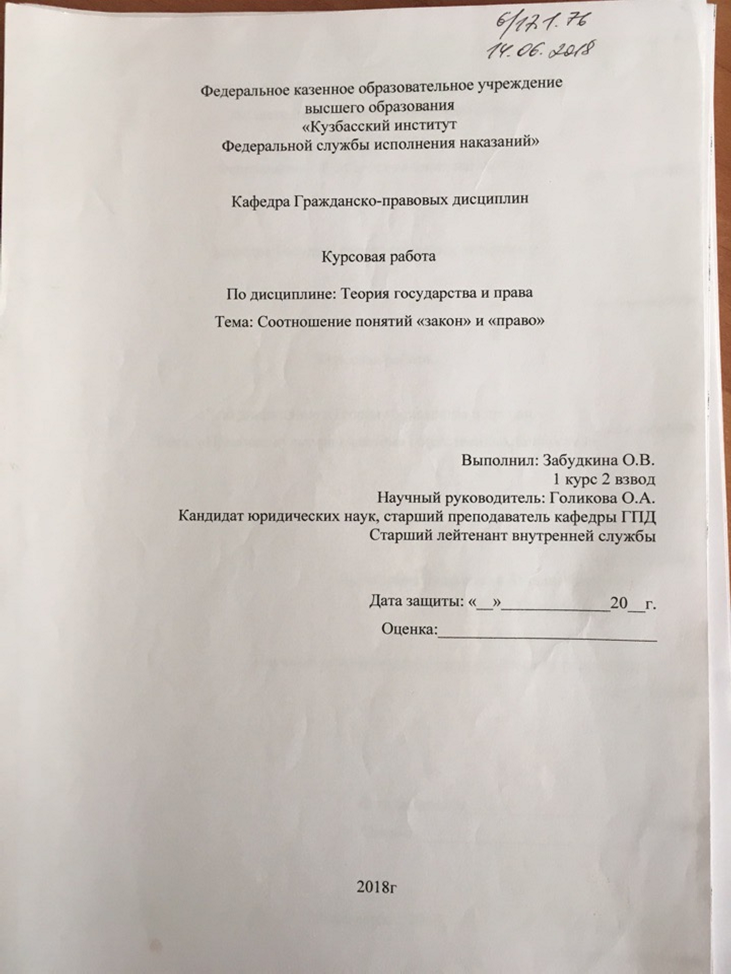 6/17.1.76
14.06.2018
Федеральное казенное образовательное учреждение
высшего образования
«Кузбасский институт
Федеральной службы исполнения наказаний»
Кафедра Гражданско-правовых дисциплин
Курсовая работа
По дисциплине: Теория государства и права
Тема: Соотношение понятий «закон» и «право»
Выполнил: Забудкина О.В.
1 курс 2 взвод
Научный руководитель: Голикова О.А.
Кандидат юридических наук, старший преподаватель кафедры ГПД
Старший лейтенант внутренней службы
Дата защиты: «__»_____________20__г.
Оценка:__________________________
2018г